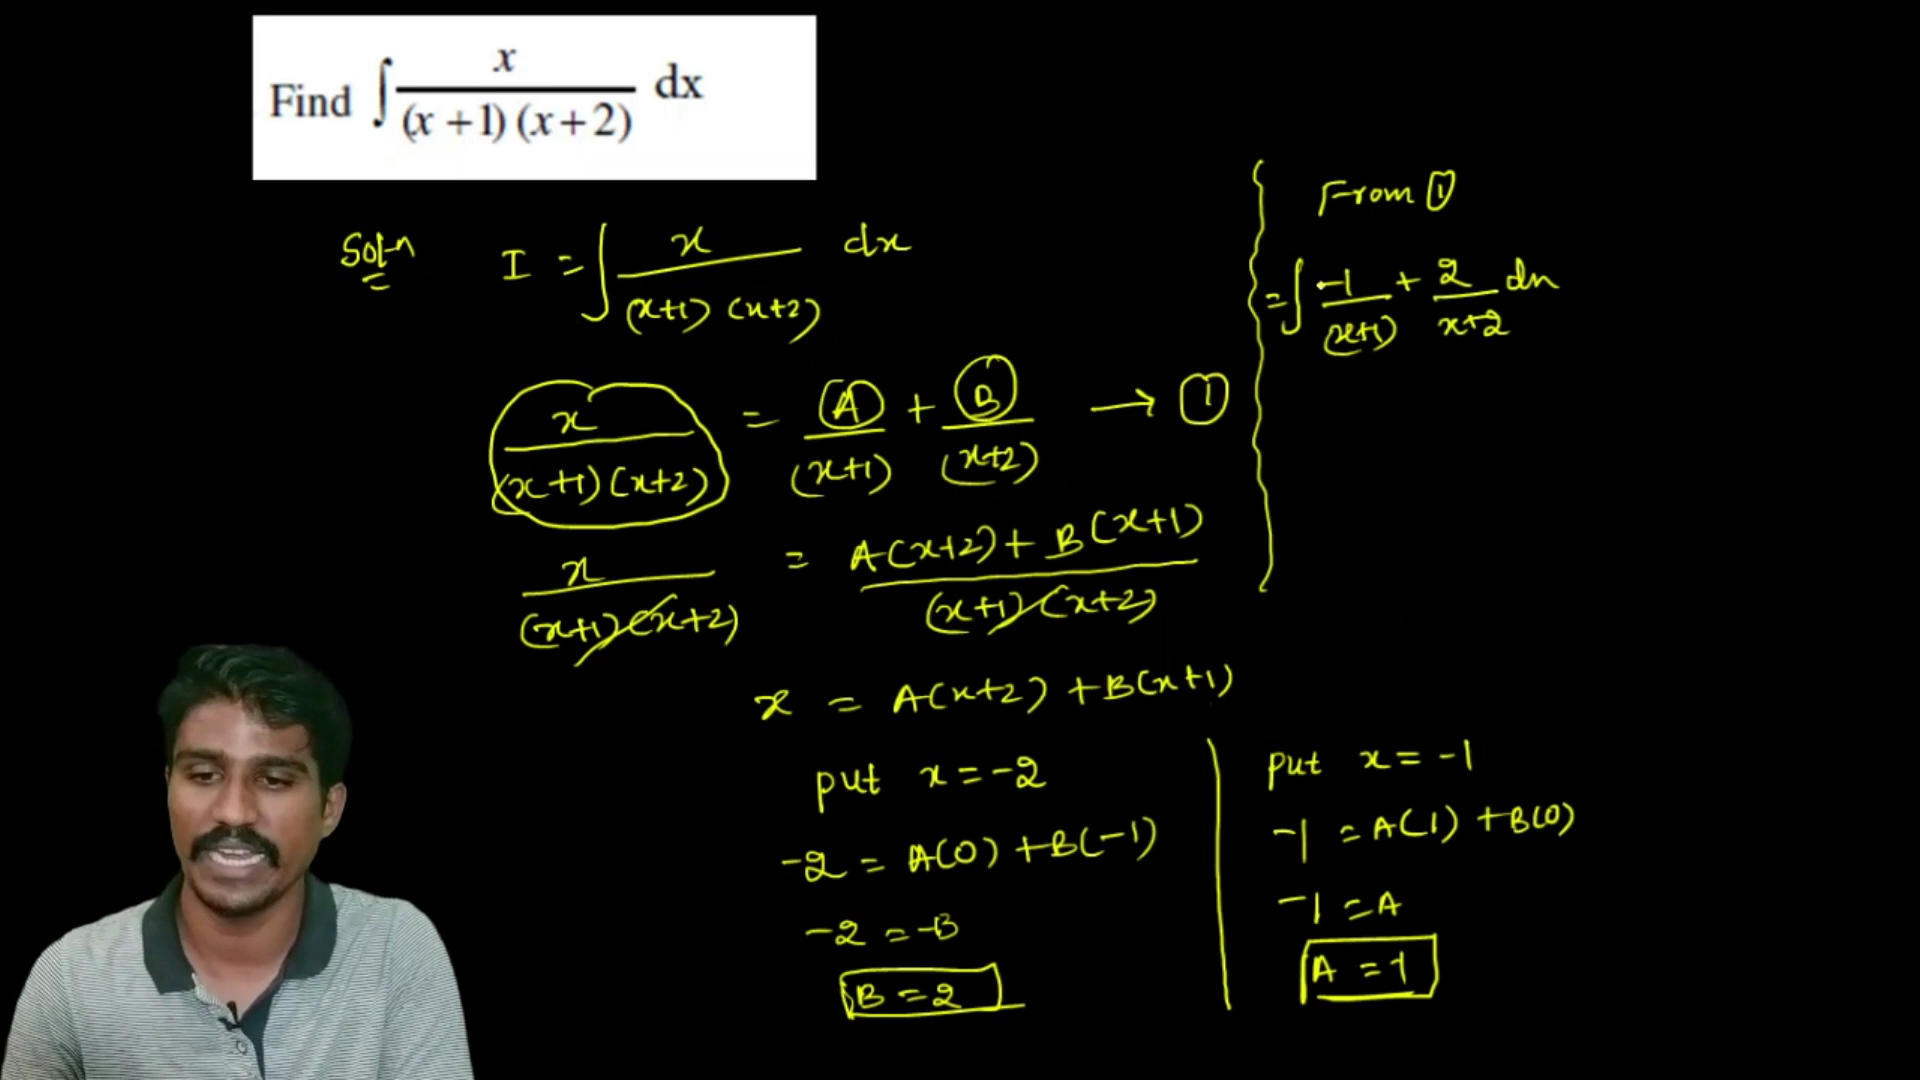 Find ∫ x / (x+1)(x+2) dx
Soln I = ∫ x / (x+1)(x+2) dx
x / (x+1)(x+2) = A / (x+1) + B / (x+2) → ①
x / (x+1)(x+2) = A(x+2)+B(x+1) / (x+1)(x+2)
x = A(x+2)+B(x+1)
put x=-2
-2 = A(0)+B(-1)
-2 = -B
B = 2
put x = -1
-1 = A(1)+B(0)
-1 = A
A = -1
From ①
= ∫ -1 / (x+1) + 2 / x+2 dx